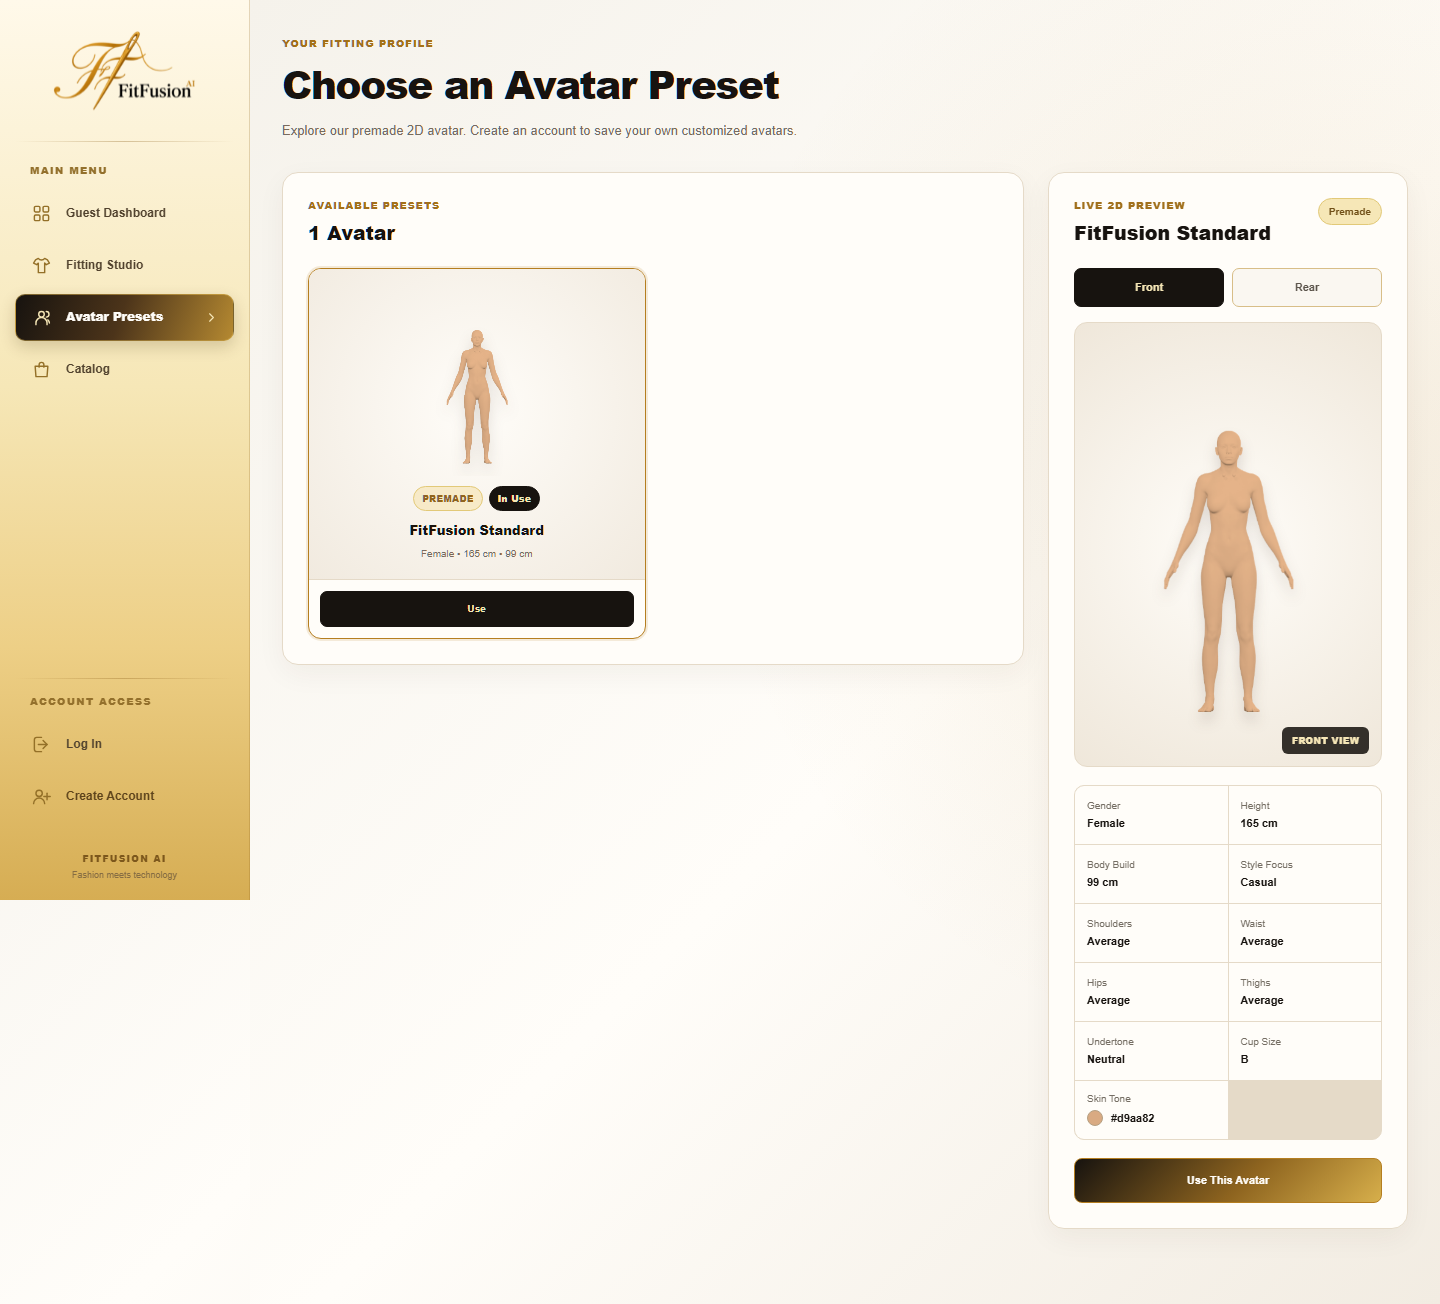 FitFusion AI
MAIN MENU
Guest Dashboard
Fitting Studio
Avatar Presets
Catalog
ACCOUNT ACCESS
Log In
Create Account
FITFUSION AI
Fashion meets technology
YOUR FITTING PROFILE
Choose an Avatar Preset
Explore our premade 2D avatar. Create an account to save your own customized avatars.
AVAILABLE PRESETS
1 Avatar
PREMADE In Use
FitFusion Standard
Female • 165 cm • 99 cm
Use
LIVE 2D PREVIEW
FitFusion Standard
Premade
Front Rear
FRONT VIEW
Gender Height
Female 165 cm
Body Build Style Focus
99 cm Casual
Shoulders Waist
Average Average
Hips Thighs
Average Average
Undertone Cup Size
Neutral B
Skin Tone
#d9aa82
Use This Avatar